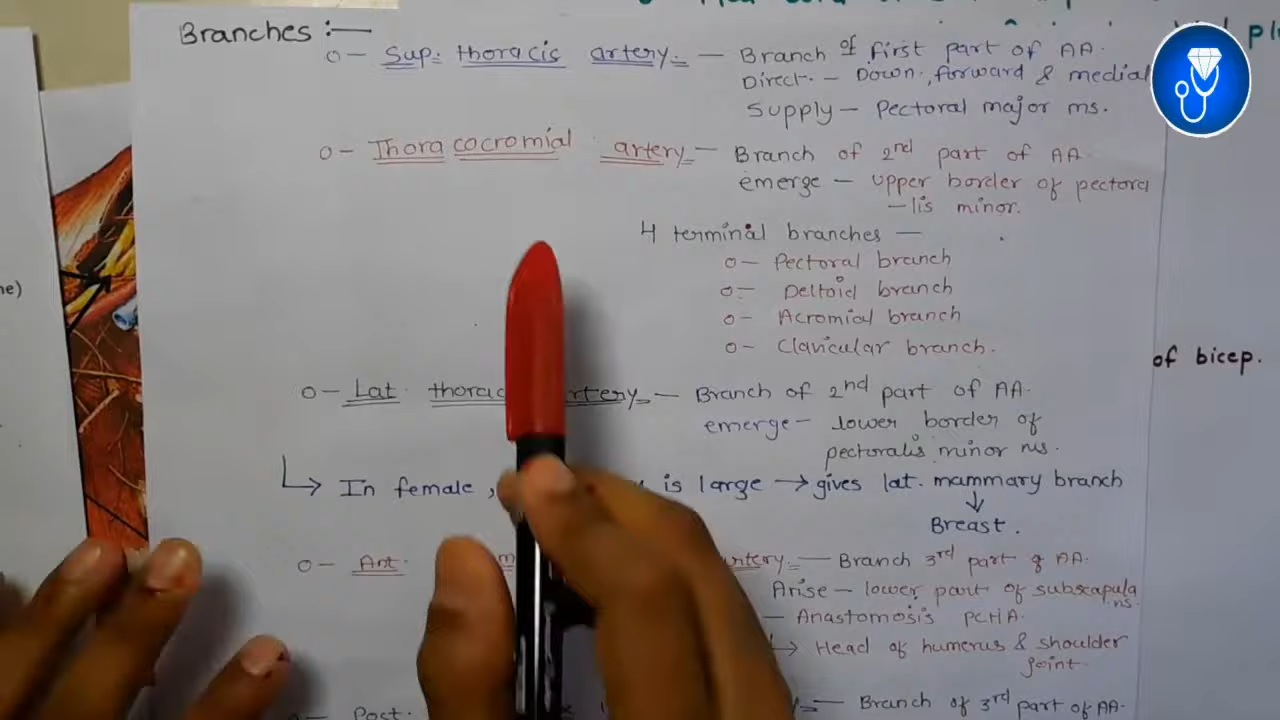 Branches :—
o— Sup: thoracis artery:- — Branch of first part of AA.
Direct. — Down, forward & medial
Supply — Pectoral major ms.
o— Thoracocromial artery — Branch of 2nd part of AA
emerge — upper border of pectora
—lis minor.
4 terminal branches —
o— Pectoral branch
o— Deltoid branch
o— Acromial branch
o— Clavicular branch.
o— Lat. thorac artery — Branch of 2nd part of AA.
emerge — lower border of
pectoralis minor ms.
In female, is large → gives lat. mammary branch
Breast.
o— Ant. artery — Branch 3rd part of AA.
Arise — lower part of subscapula
ms.
— Anastomosis PCHA.
→ Head of humerus & shoulder
joint.
o— Post. — Branch of 3rd part of AA.
ne)
of bicep.